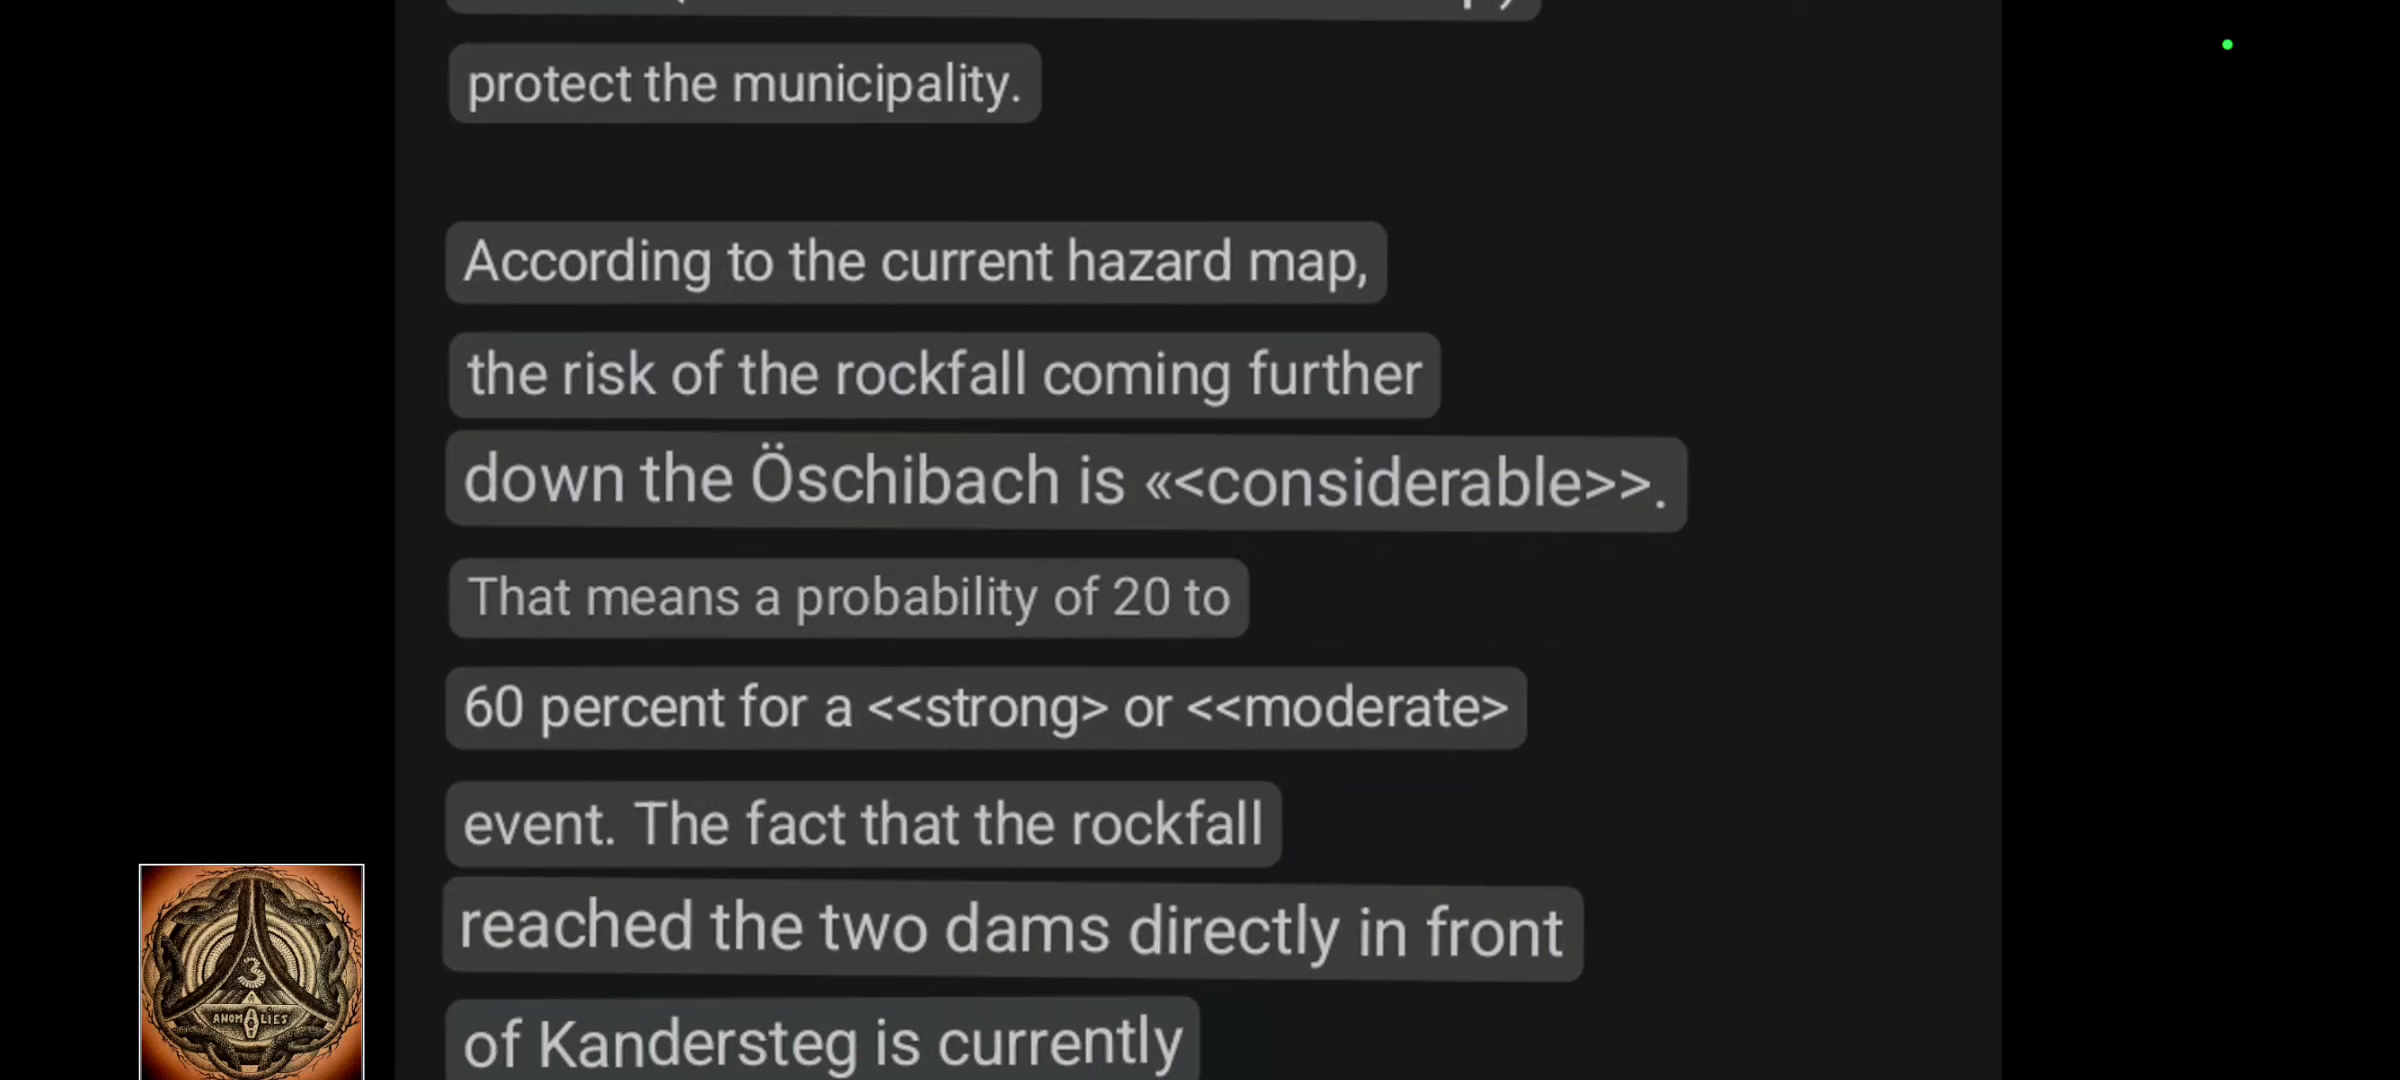 protect the municipality.
According to the current hazard map,
the risk of the rockfall coming further
down the Öschibach is «<considerable>>.
That means a probability of 20 to
60 percent for a <<strong> or <<moderate>
event. The fact that the rockfall
reached the two dams directly in front
of Kandersteg is currently
3
ANOMALIES